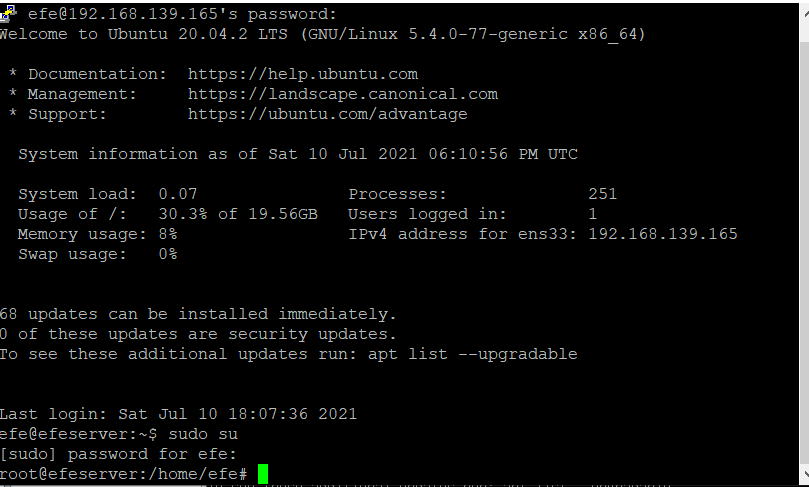 efe@192.168.139.165's password:
Welcome to Ubuntu 20.04.2 LTS (GNU/Linux 5.4.0-77-generic x86_64)
* Documentation: https://help.ubuntu.com
* Management: https://landscape.canonical.com
* Support: https://ubuntu.com/advantage
System information as of Sat 10 Jul 2021 06:10:56 PM UTC
System load: 0.07 Processes: 251
Usage of /: 30.3% of 19.56GB Users logged in: 1
Memory usage: 8% IPv4 address for ens33: 192.168.139.165
Swap usage: 0%
68 updates can be installed immediately.
0 of these updates are security updates.
To see these additional updates run: apt list --upgradable
Last login: Sat Jul 10 18:07:36 2021
efe@efeserver:~$ sudo su
[sudo] password for efe:
root@efeserver:/home/efe#